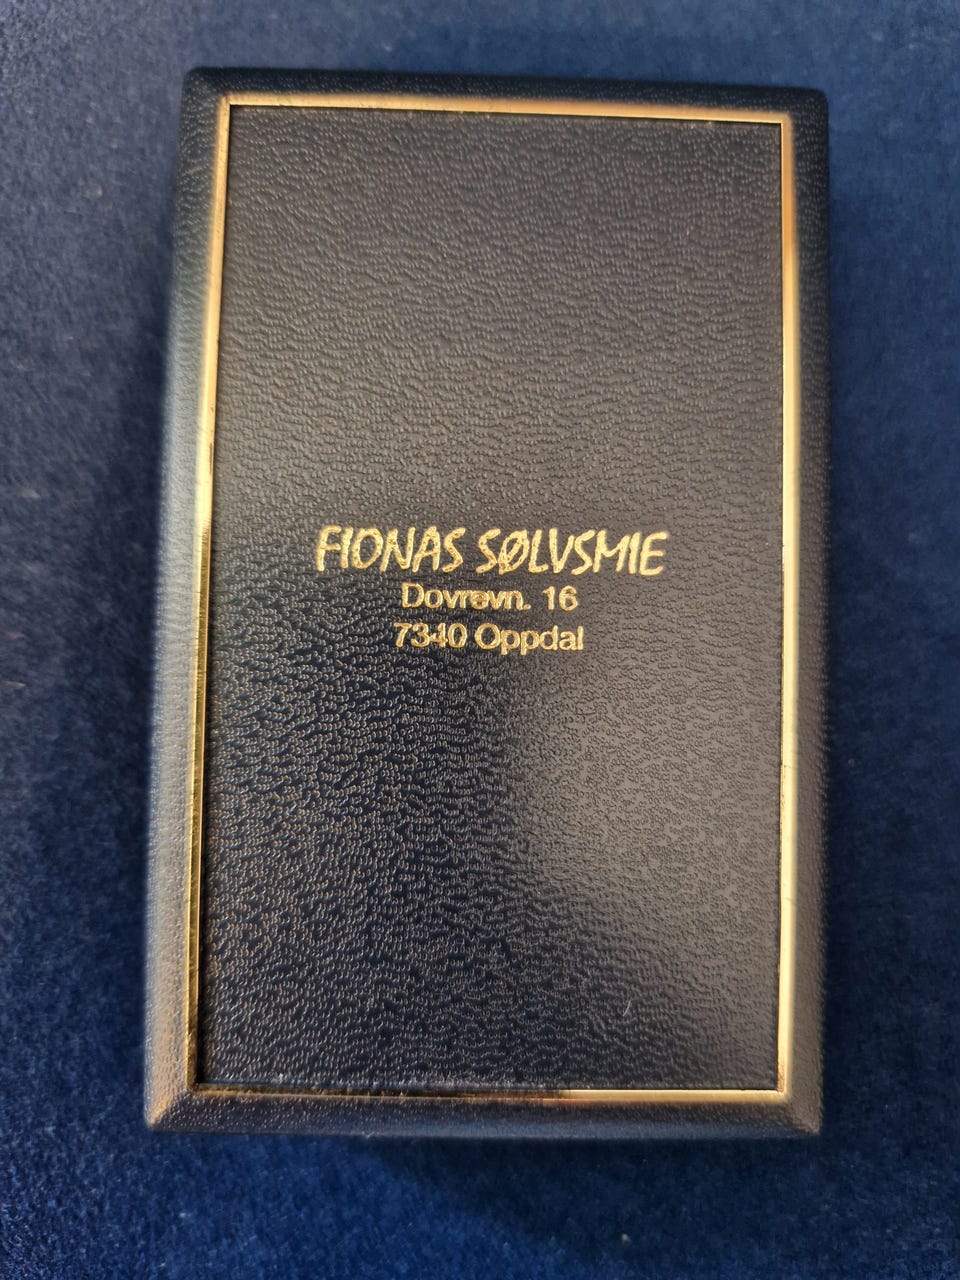 FIONAS SØLVSMIE
Dovrevn. 16
7340 Oppdal